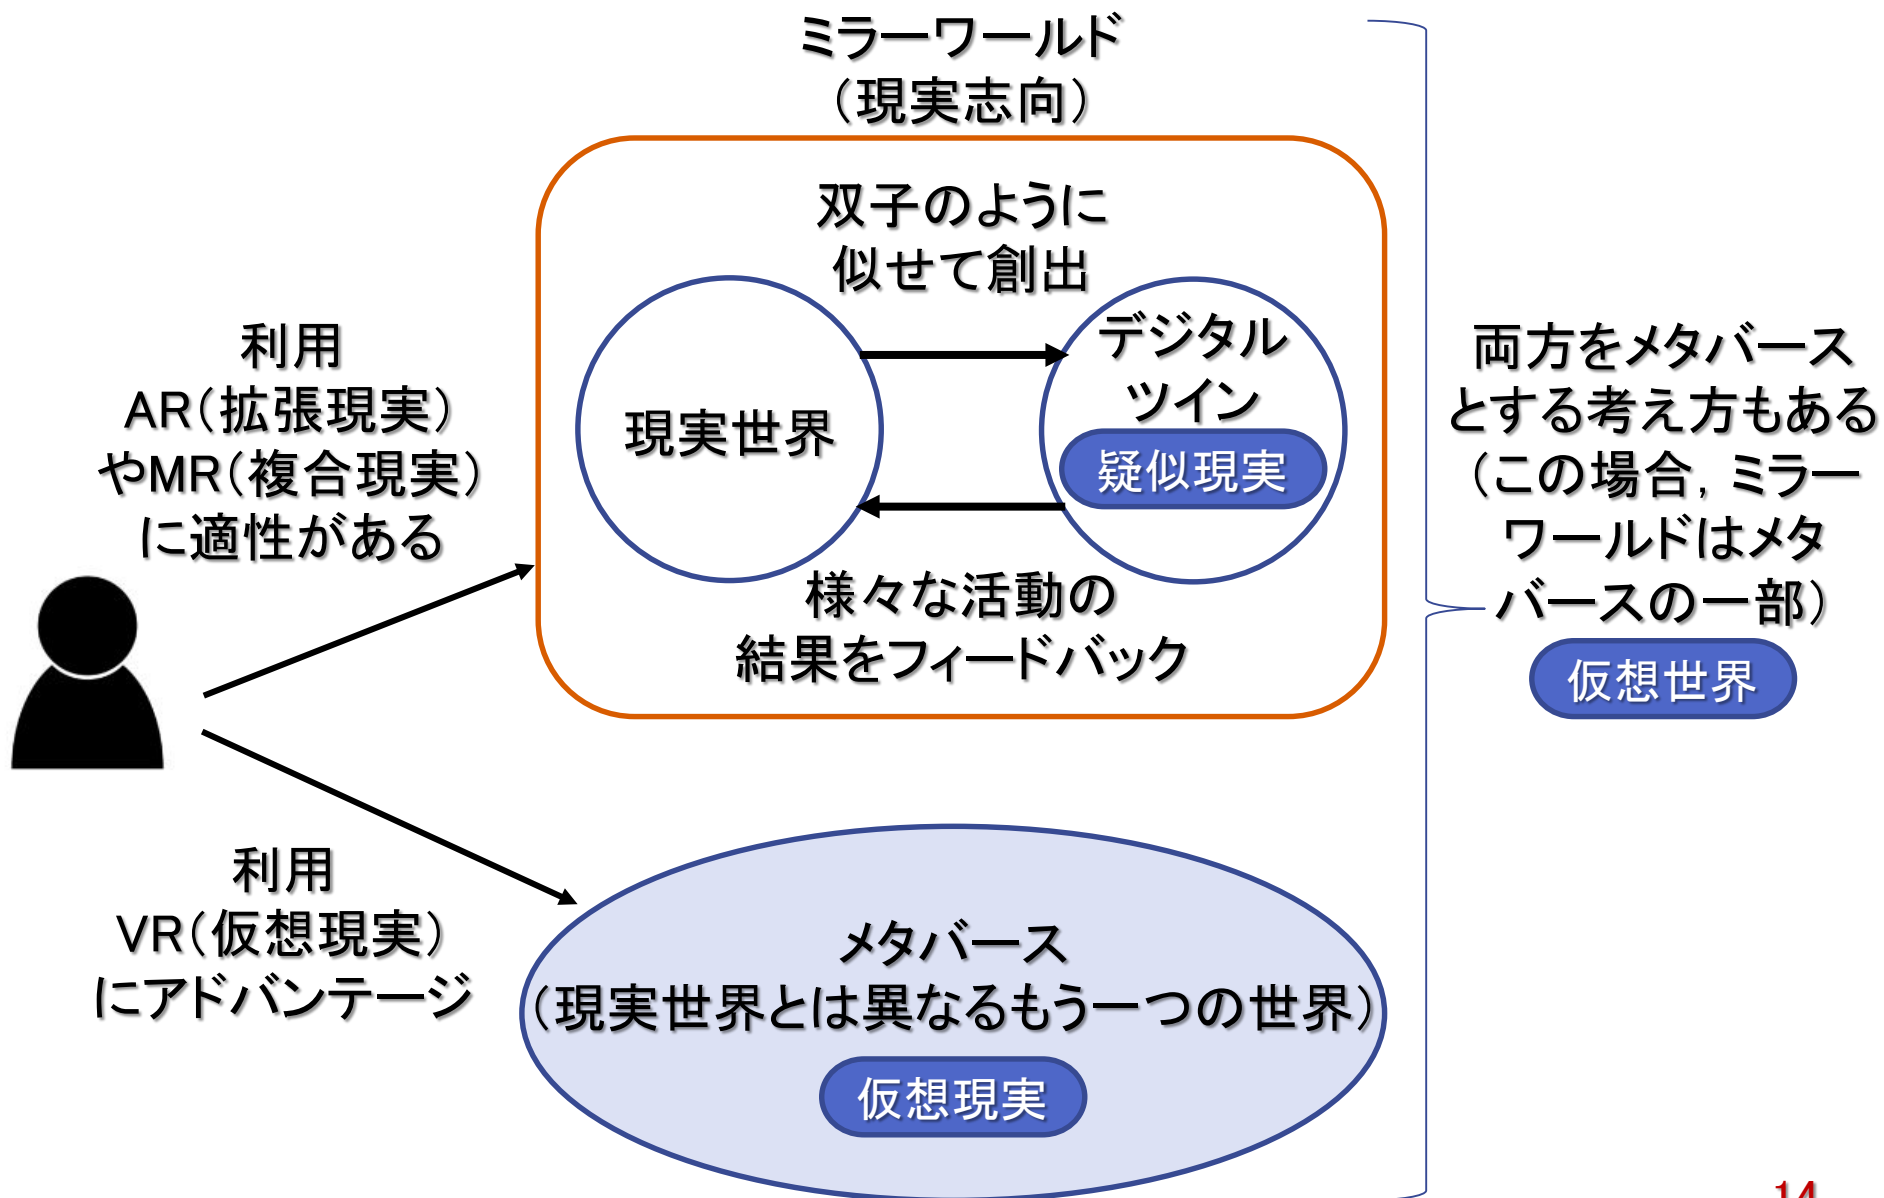 ミラーワールド
（現実志向）
双子のように
似せて創出
現実世界
デジタル
ツイン
疑似現実
様々な活動の
結果をフィードバック
利用
AR（拡張現実）
やMR（複合現実）
に適性がある
利用
VR（仮想現実）
にアドバンテージ
メタバース
（現実世界とは異なるもう一つの世界）
仮想現実
両方をメタバース
とする考え方もある
（この場合，ミラー
ワールドはメタ
バースの一部）
仮想世界
14